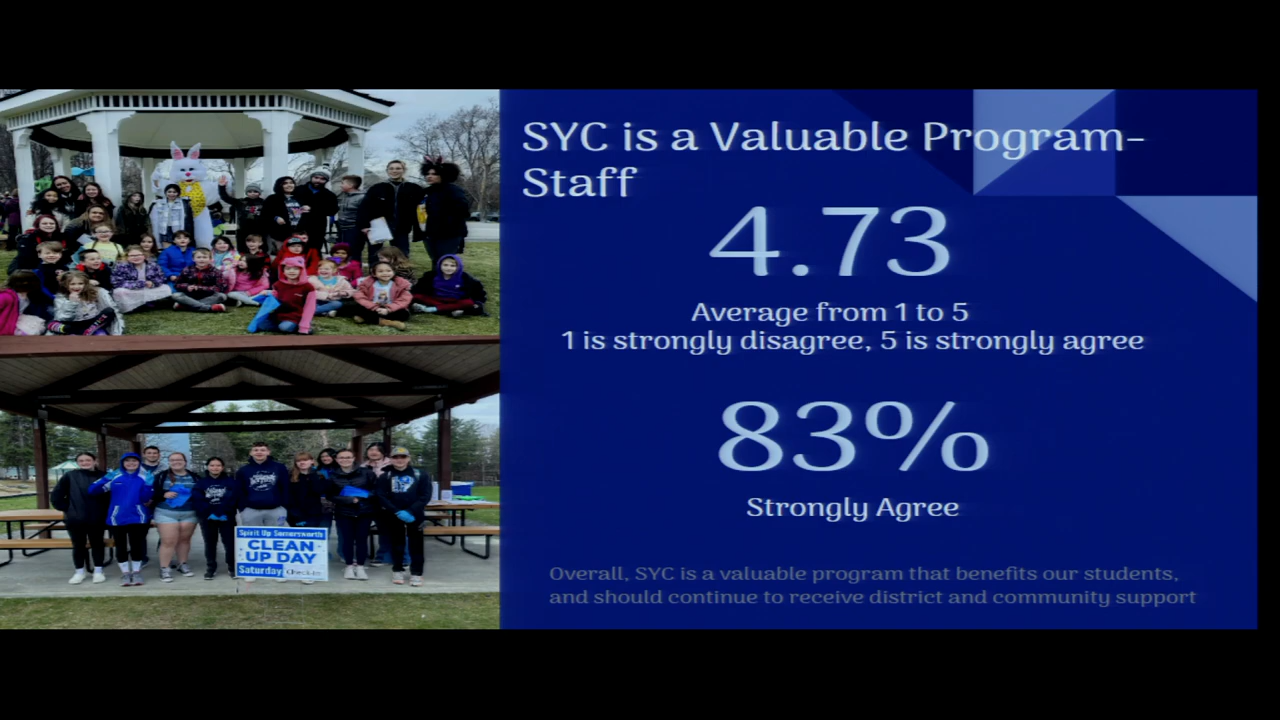 SYC is a Valuable Program-
Staff
4.73
Average from 1 to 5
1 is strongly disagree, 5 is strongly agree
83%
Strongly Agree
Overall, SYC is a valuable program that benefits our students,
and should continue to receive district and community support
Spirit Up Somersworth
CLEAN
UP DAY
Saturday